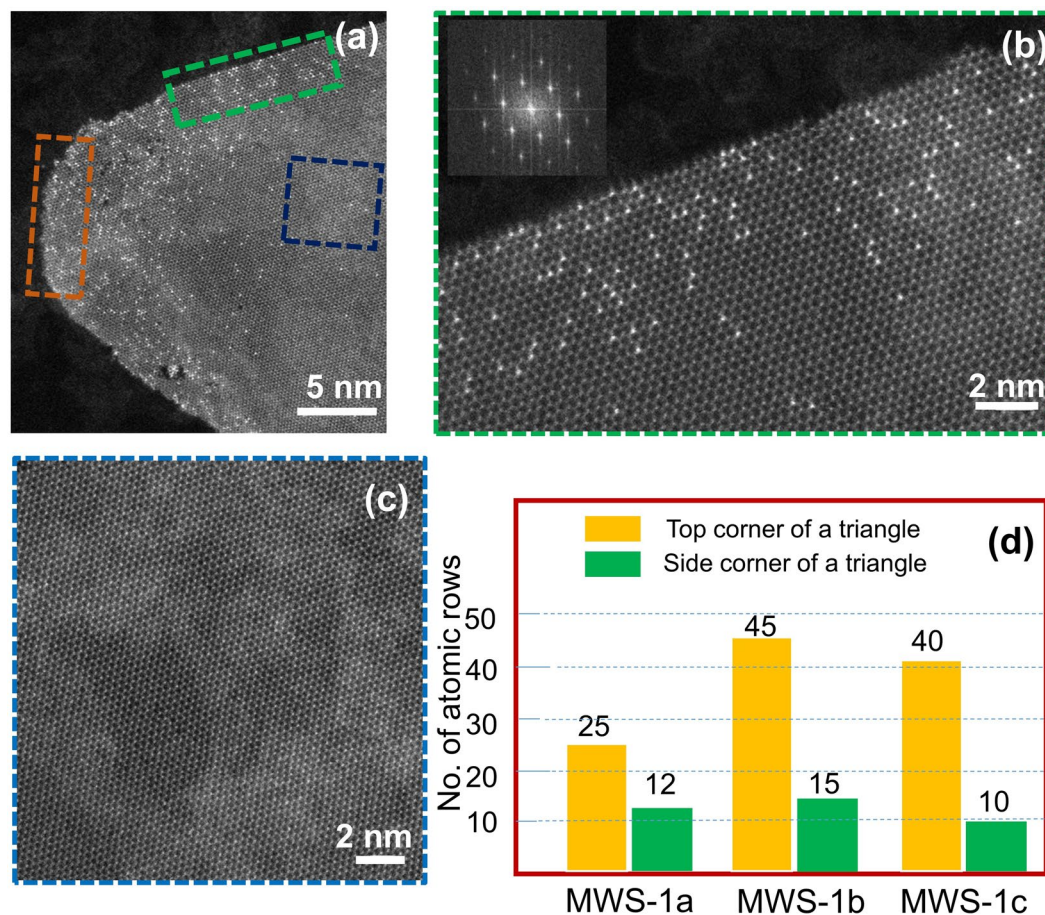 (a)
5 nm
(b)
2 nm
(c)
2 nm
(d)
Top corner of a triangle
Side corner of a triangle
No. of atomic rows
50
40
30
20
10
25
12
45
15
40
10
MWS-1a
MWS-1b
MWS-1c